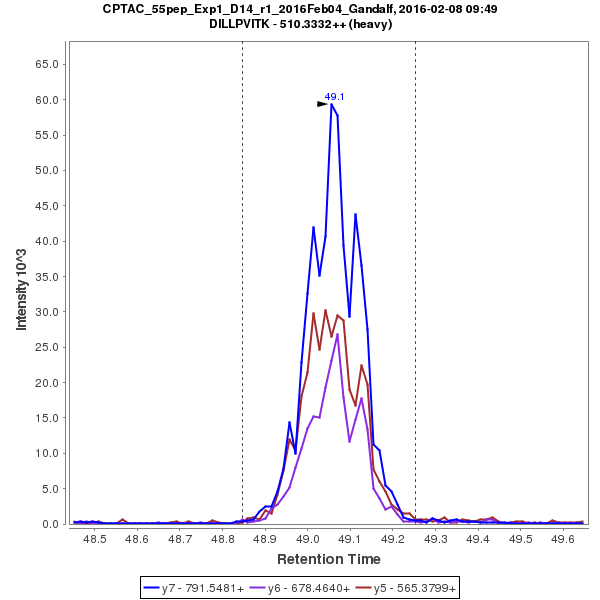 CPTAC_55pep_Exp1_D14_r1_2016Feb04_Gandalf, 2016-02-08 09:49
DILLPVITK - 510.3332++ (heavy)
65.0
60.0
55.0
50.0
45.0
40.0
35.0
30.0
25.0
20.0
15.0
10.0
5.0
0.0
Intensity 10^3
49.1
48.5 48.6 48.7 48.8 48.9 49.0 49.1 49.2 49.3 49.4 49.5 49.6
Retention Time
y7 - 791.5481+ y6 - 678.4640+ y5 - 565.3799+